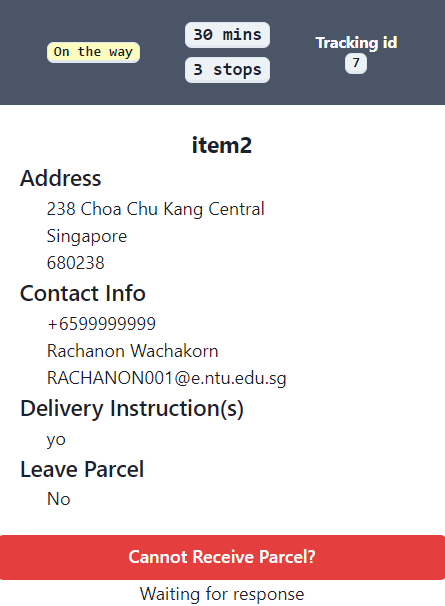 On the way
30 mins
3 stops
Tracking id
7
item2
Address
238 Choa Chu Kang Central
Singapore
680238
Contact Info
+6599999999
Rachanon Wachakorn
RACHANON001@e.ntu.edu.sg
Delivery Instruction(s)
yo
Leave Parcel
No
Cannot Receive Parcel?
Waiting for response